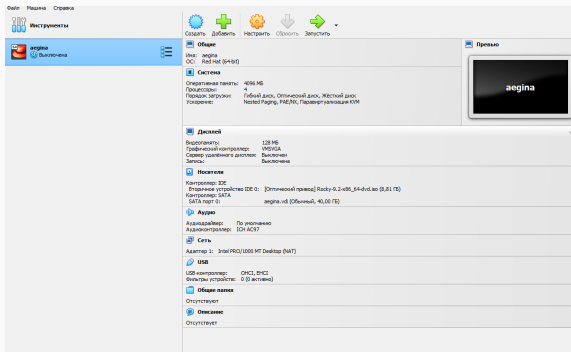 Файл Машина Справка
Инструменты
Создать Добавить Настроить Сбросить Запустить
aegina
Выключена
Общие
Имя: aegina
ОС: Red Hat (64-bit)
Превью
aegina
Система
Оперативная память: 4096 МБ
Процессоры: 4
Порядок загрузки: Гибкий диск, Оптический диск, Жёсткий диск
Ускорение: Nested Paging, PAE/NX, Паравиртуализация KVM
Дисплей
Видеопамять: 128 МБ
Графический контроллер: VMSVGA
Сервер удалённого дисплея: Выключен
Запись: Выключена
Носители
Контроллер: IDE
Вторичное устройство IDE 0: [Оптический привод] Rocky-9.2-x86_64-dvd.iso (8,81 ГБ)
Контроллер: SATA
SATA порт 0: aegina.vdi (Обычный, 40,00 ГБ)
Аудио
Аудиодрайвер: По умолчанию
Аудиоконтроллер: ICH AC97
Сеть
Адаптер 1: Intel PRO/1000 MT Desktop (NAT)
USB
USB-контроллер: OHCI, EHCI
Фильтры устройств: 0 (0 активно)
Общие папки
Отсутствуют
Описание
Отсутствует